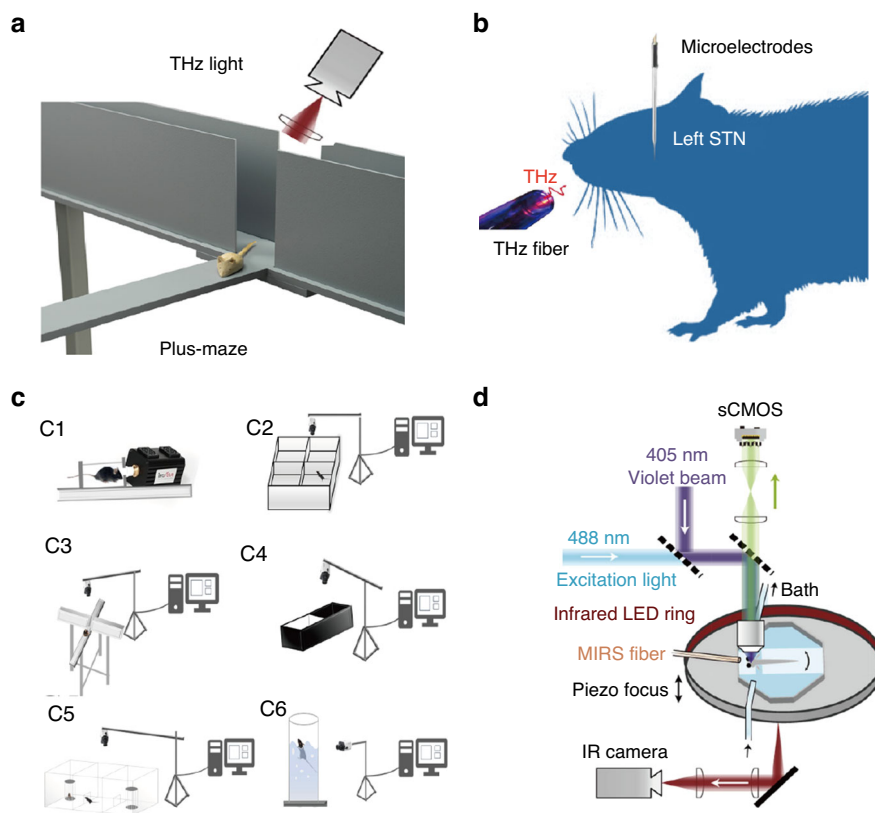 a
THz light
Plus-maze
b
Microelectrodes
Left STN
THz
THz fiber
c
C1
C2
C3
C4
C5
C6
d
sCMOS
405 nm
Violet beam
488 nm
Excitation light
Bath
Infrared LED ring
MIRS fiber
Piezo focus
IR camera